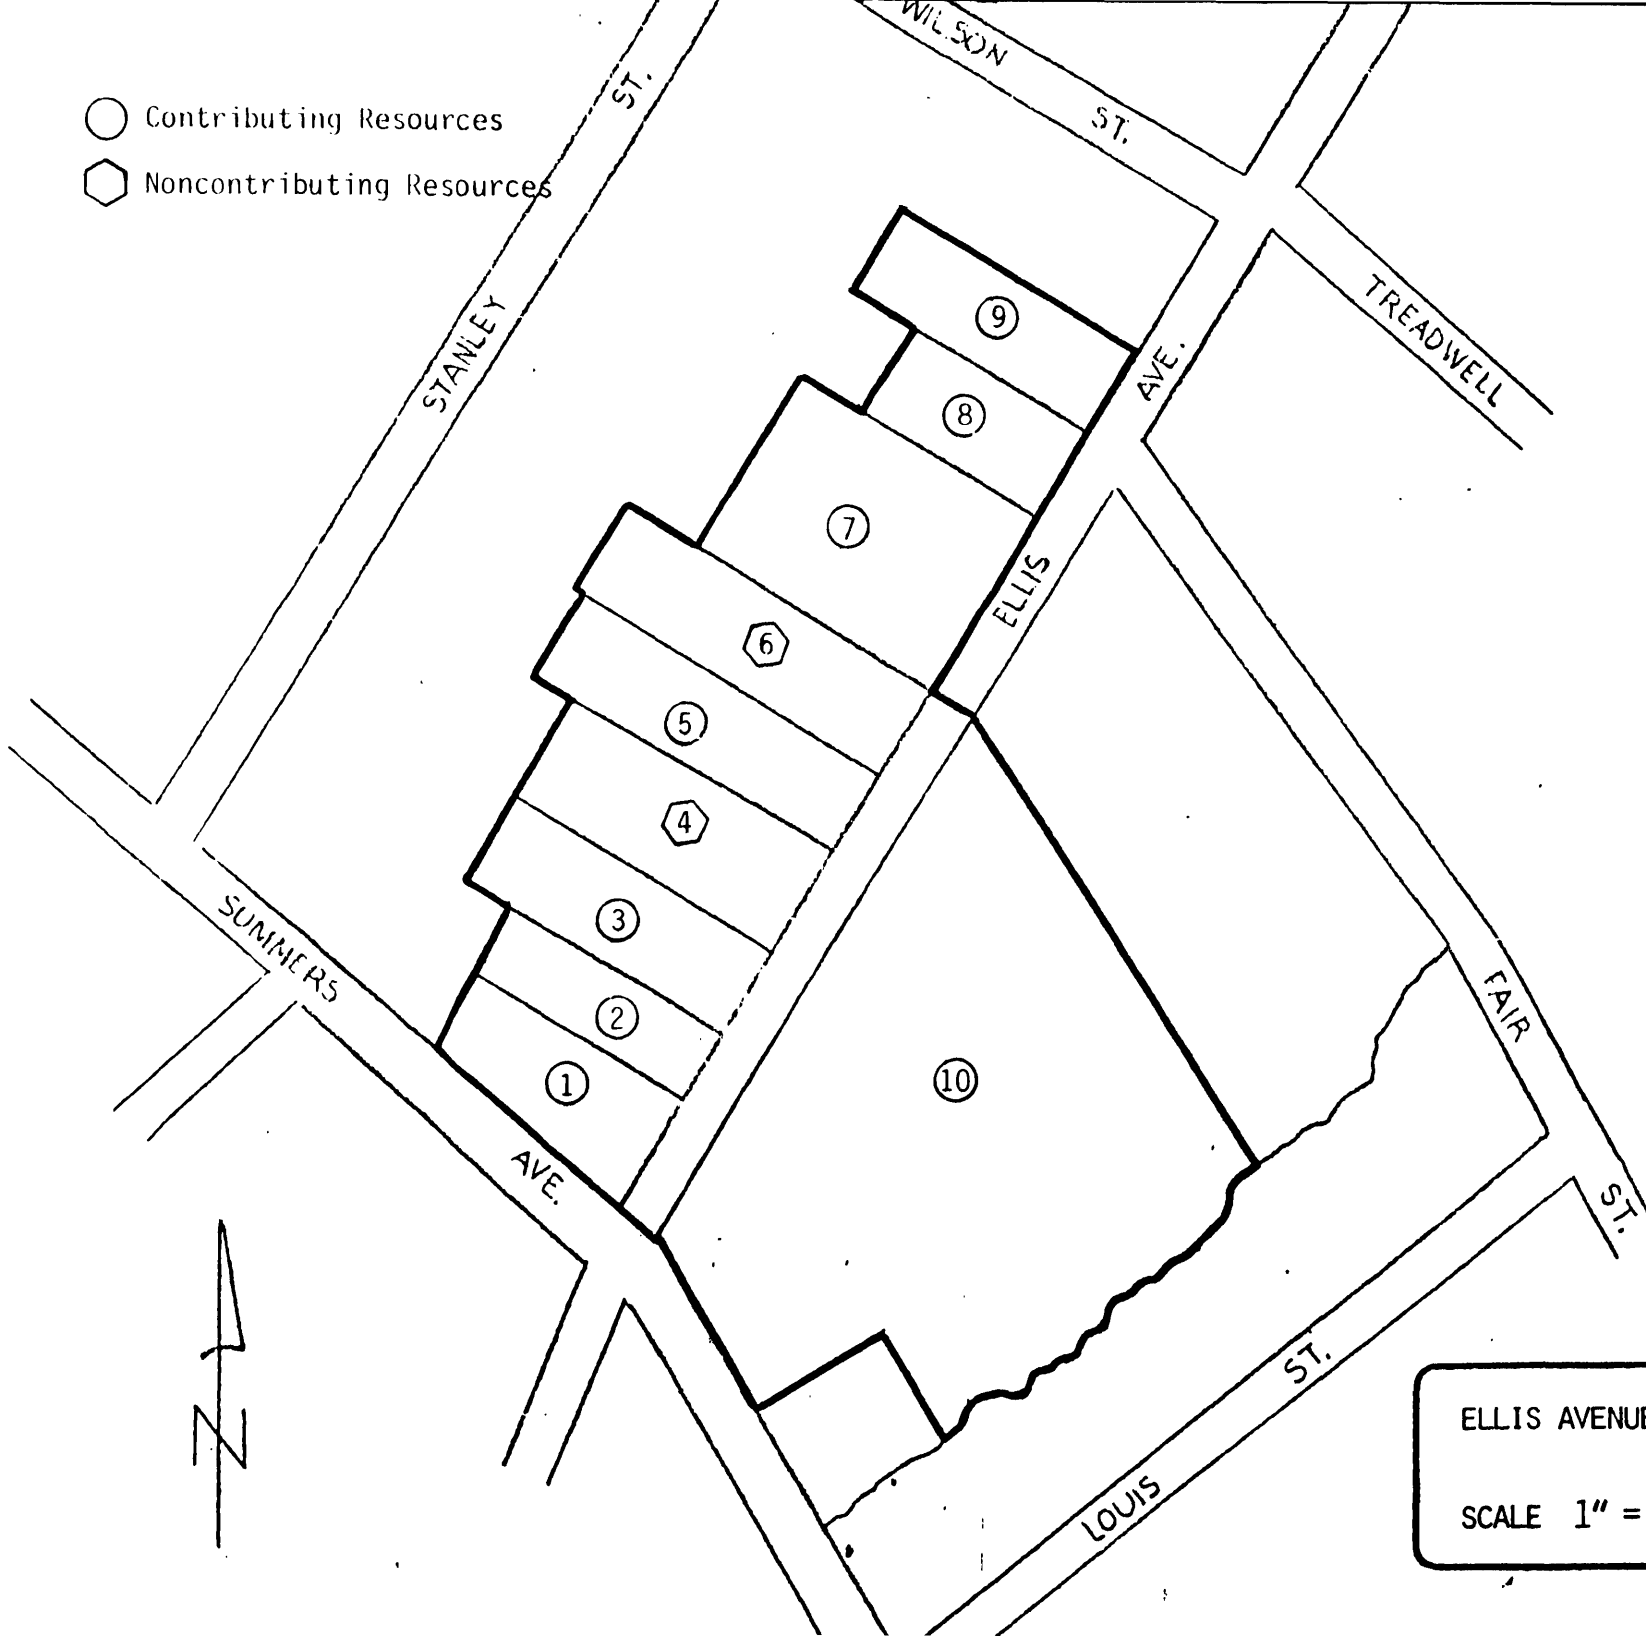 WILSON
ST.
ST.
Contributing Resources
Noncontributing Resources
STANLEY
TREADWELL
AVE.
9
8
7
ELLIS
6
5
4
3
2
1
10
SUMMERS
AVE.
FAIR
ST.
ST.
LOUIS
N
ELLIS AVENUE
SCALE 1" =